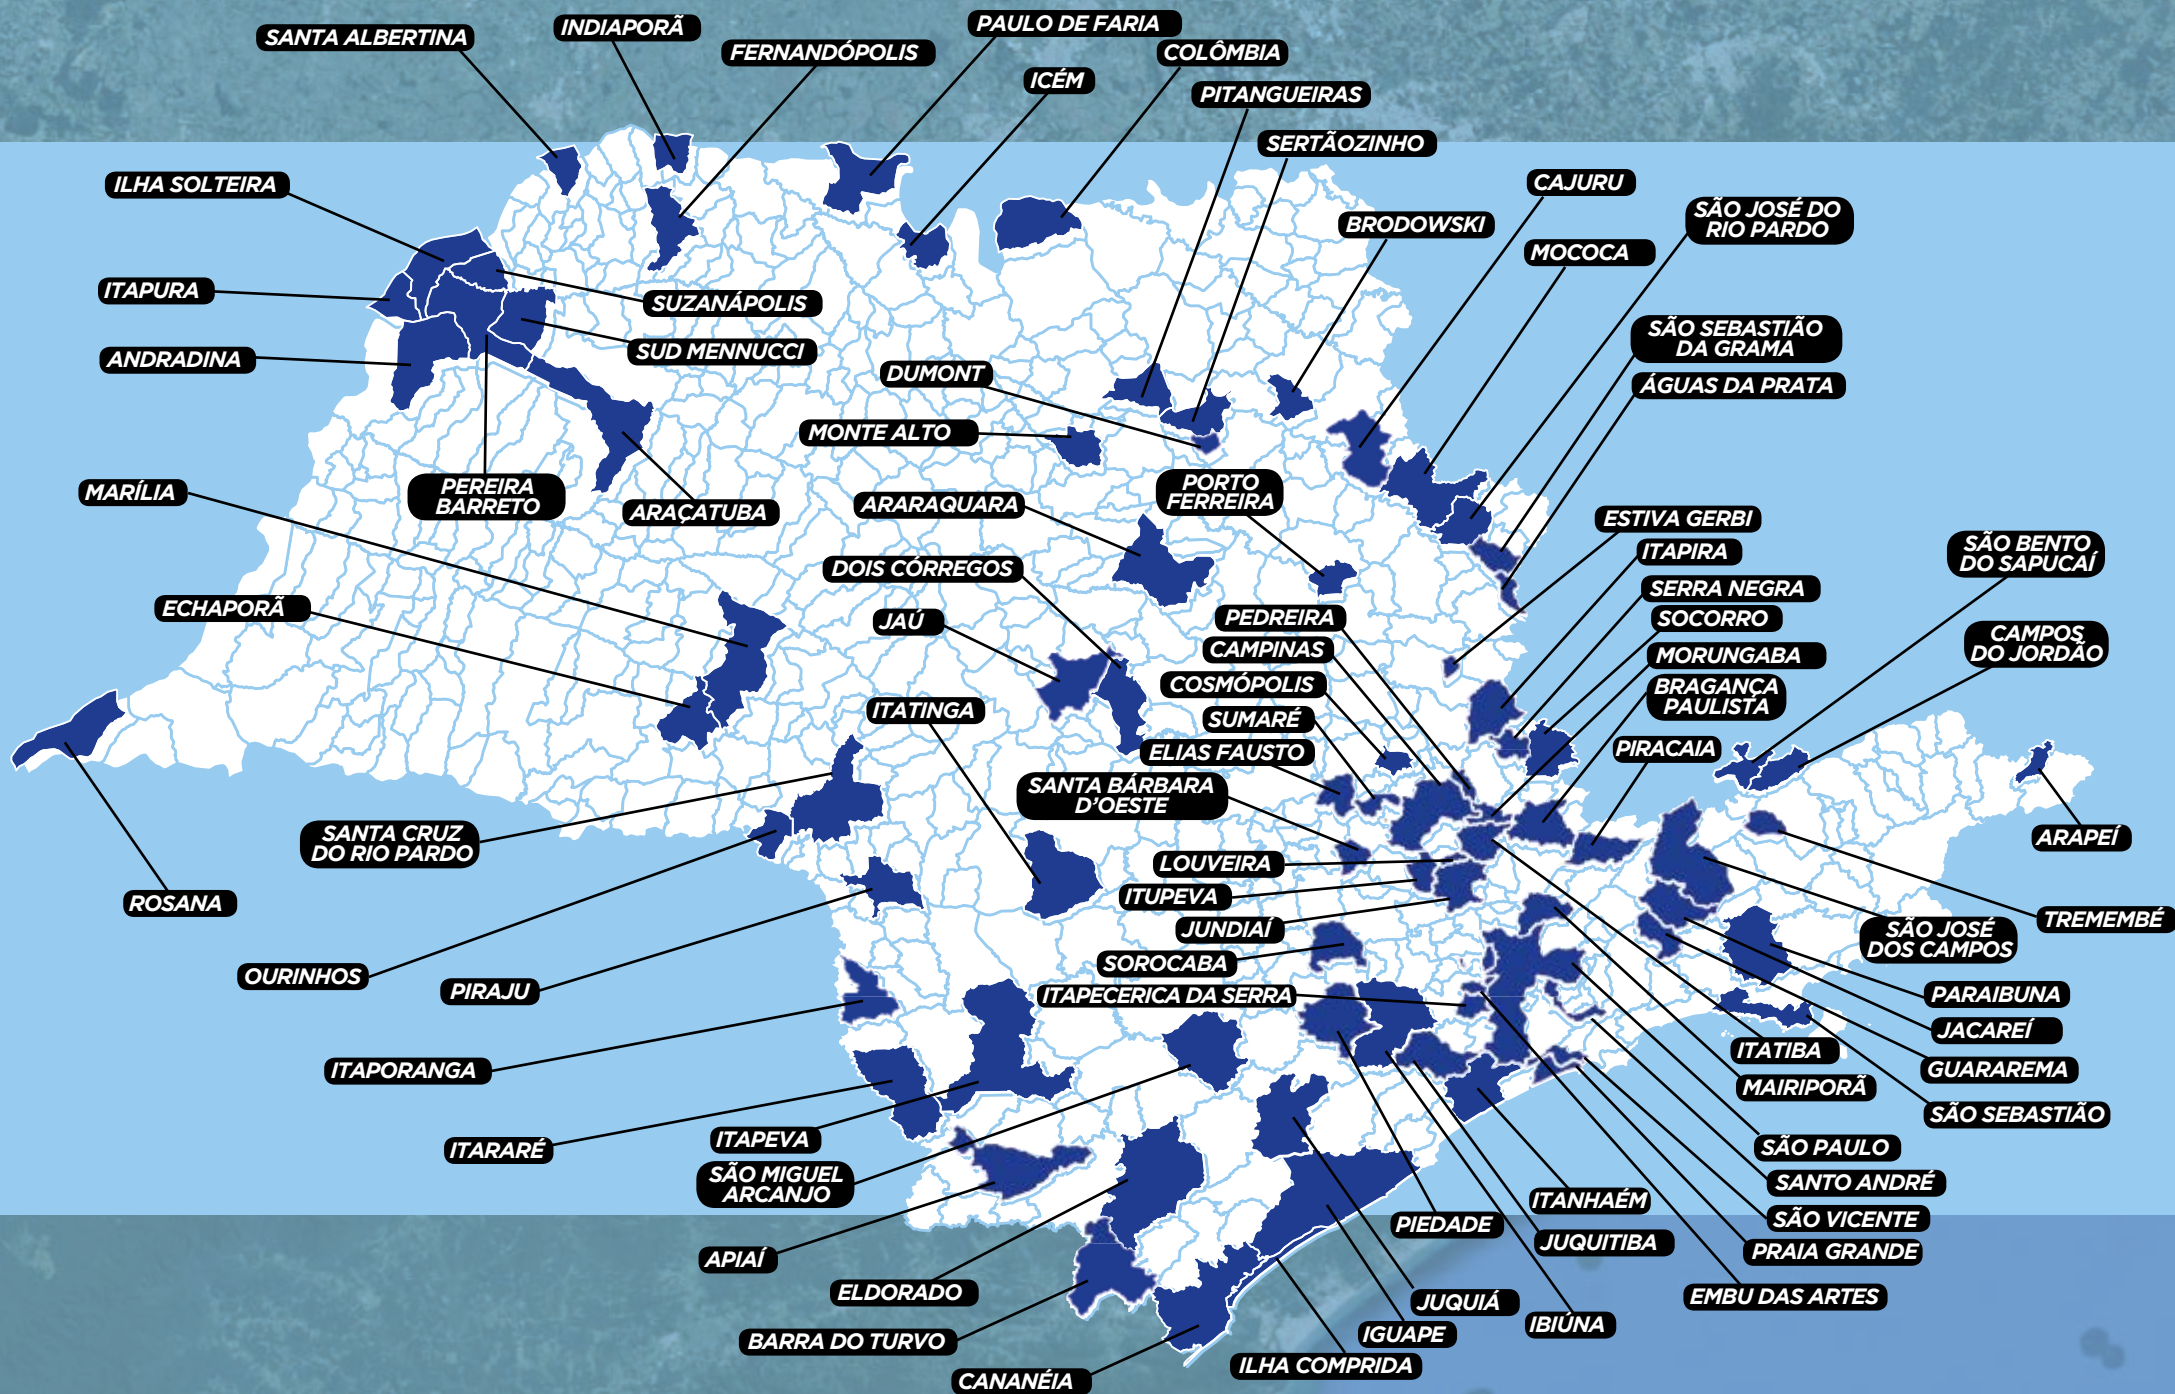 SANTA ALBERTINA
INDIAPORÃ
FERNANDÓPOLIS
PAULO DE FARIA
COLÔMBIA
ICÉM
PITANGUEIRAS
SERTÃOZINHO
ILHA SOLTEIRA
CAJURU
BRODOWSKI
SÃO JOSÉ DO
RIO PARDO
MOCOCA
ITAPURA
SUZANÁPOLIS
SUD MENNUCCI
ANDRADINA
SÃO SEBASTIÃO
DA GRAMA
ÁGUAS DA PRATA
DUMONT
MONTE ALTO
MARÍLIA
PEREIRA
BARRETO
ARAÇATUBA
ARARAQUARA
PORTO
FERREIRA
ESTIVA GERBI
ITAPIRA
SÃO BENTO
DO SAPUCAÍ
DOIS CÓRREGOS
SERRA NEGRA
ECHAPORÃ
JAÚ
PEDREIRA
SOCORRO
CAMPINAS
MORUNGABA
CAMPOS
DO JORDÃO
COSMÓPOLIS
BRAGANÇA
PAULISTA
ITATINGA
SUMARÉ
ELIAS FAUSTO
PIRACAIA
SANTA BÁRBARA
D'OESTE
SANTA CRUZ
DO RIO PARDO
ARAPEÍ
LOUVEIRA
ROSANA
ITUPEVA
JUNDIAÍ
TREMEMBÉ
SÃO JOSÉ
DOS CAMPOS
SOROCABA
OURINHOS
PIRAJU
ITAPECERICA DA SERRA
PARAIBUNA
JACAREÍ
ITATIBA
ITAPORANGA
GUARAREMA
MAIRIPORÃ
SÃO SEBASTIÃO
ITARARÉ
ITAPEVA
SÃO PAULO
SÃO MIGUEL
ARCANJO
SANTO ANDRÉ
ITANHAÉM
PIEDADE
SÃO VICENTE
JUQUITIBA
PRAIA GRANDE
APIAÍ
ELDORADO
EMBU DAS ARTES
JUQUIÁ
IBIÚNA
IGUAPE
BARRA DO TURVO
ILHA COMPRIDA
CANANÉIA